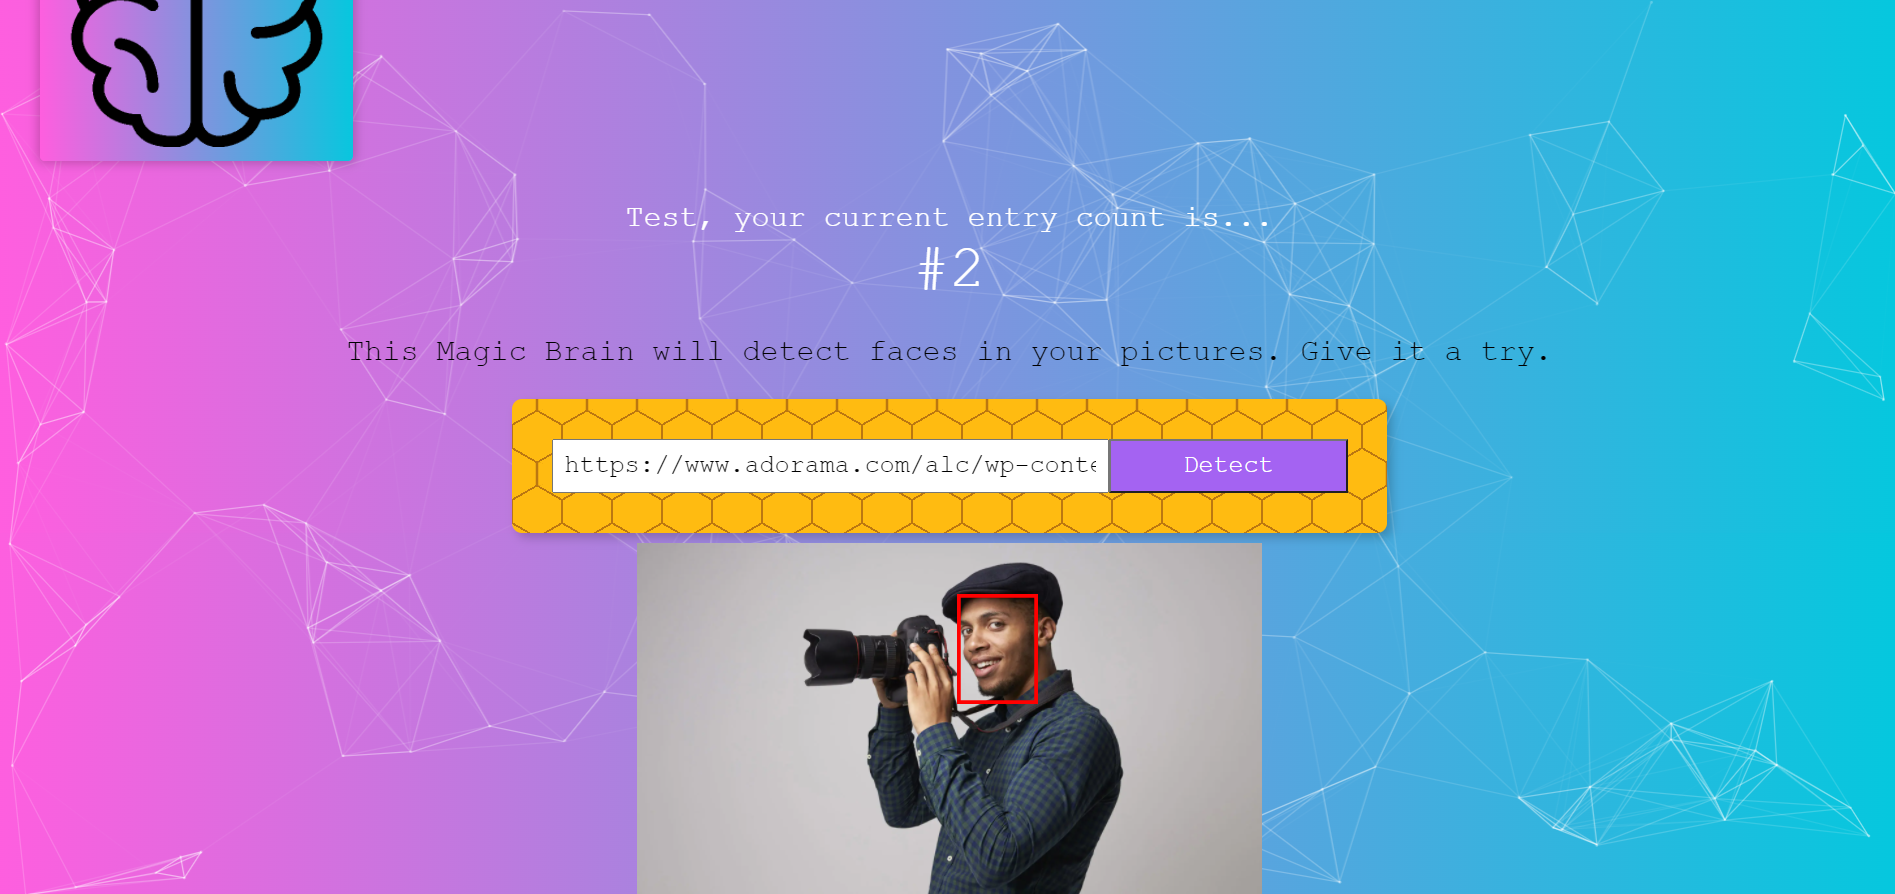 Test, your current entry count is...
#2
This Magic Brain will detect faces in your pictures. Give it a try.
https://www.adorama.com/alc/wp-conte
Detect